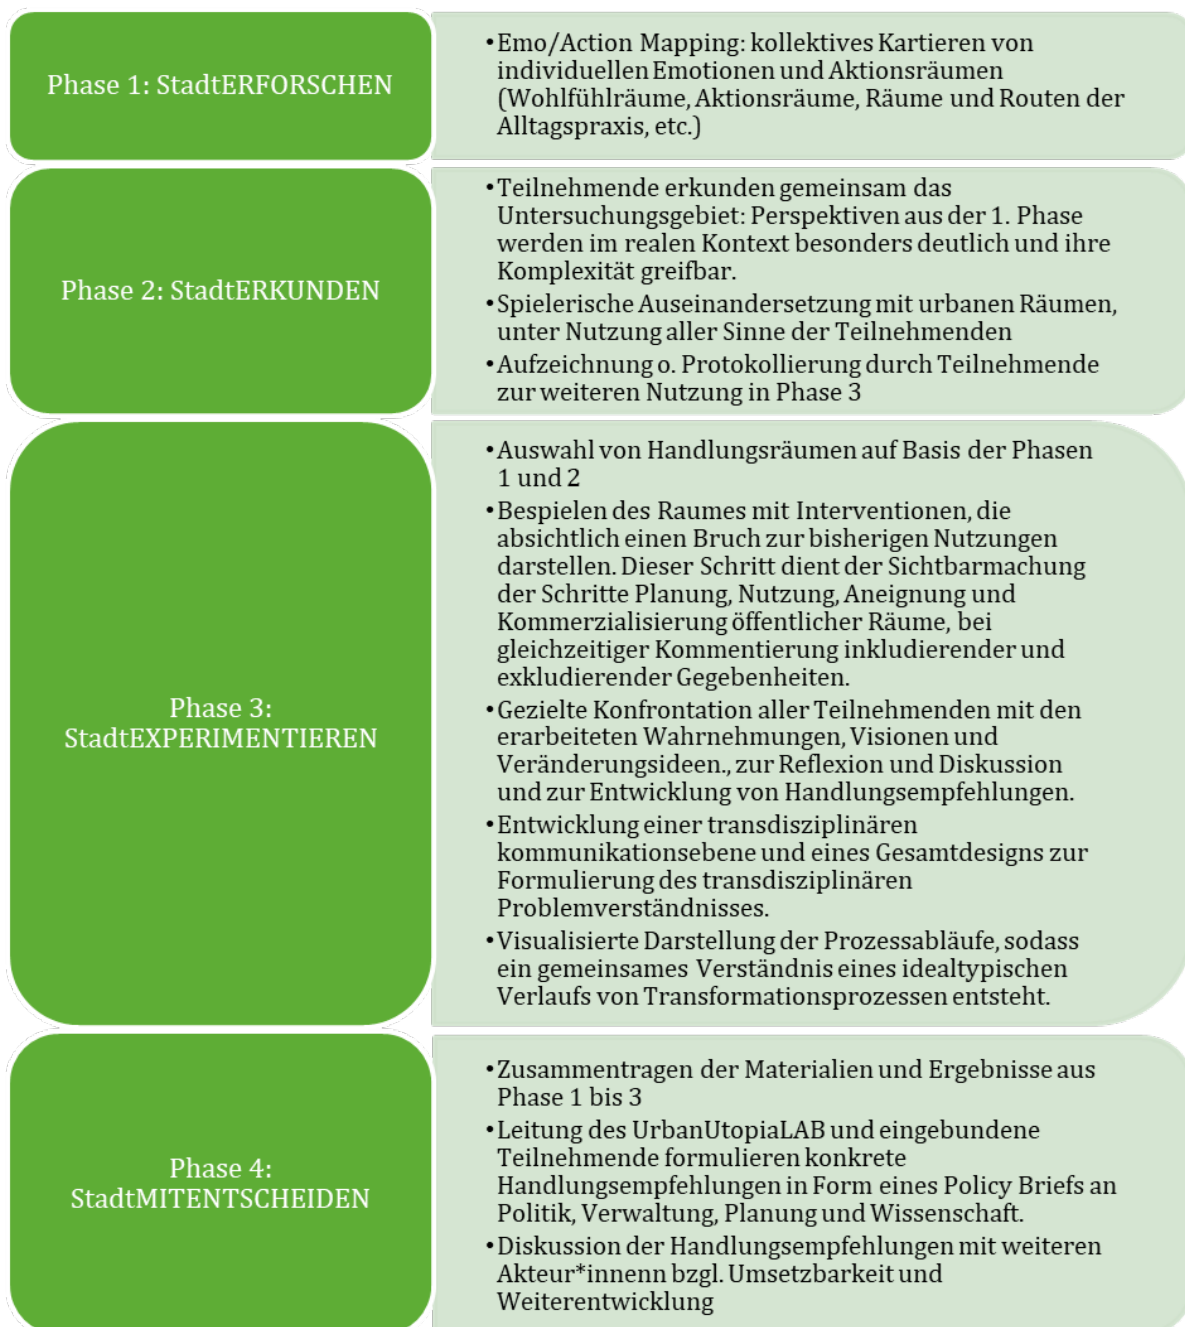 Phase 1: StadtERFORSCHEN
•Emo/Action Mapping: kollektives Kartieren von
individuellen Emotionen und Aktionsräumen
(Wohlfühlräume, Aktionsräume, Räume und Routen der
Alltagspraxis, etc.)
Phase 2: StadtERKUNDEN
•Teilnehmende erkunden gemeinsam das
Untersuchungsgebiet: Perspektiven aus der 1. Phase
werden im realen Kontext besonders deutlich und ihre
Komplexität greifbar.
•Spielerische Auseinandersetzung mit urbanen Räumen,
unter Nutzung aller Sinne der Teilnehmenden
•Aufzeichnung o. Protokollierung durch Teilnehmende
zur weiteren Nutzung in Phase 3
Phase 3:
StadtEXPERIMENTIEREN
•Auswahl von Handlungsräumen auf Basis der Phasen
1 und 2
•Bespielen des Raumes mit Interventionen, die
absichtlich einen Bruch zur bisherigen Nutzungen
darstellen. Dieser Schritt dient der Sichtbarmachung
der Schritte Planung, Nutzung, Aneignung und
Kommerzialisierung öffentlicher Räume, bei
gleichzeitiger Kommentierung inkludierender und
exkludierender Gegebenheiten.
•Gezielte Konfrontation aller Teilnehmenden mit den
erarbeiteten Wahrnehmungen, Visionen und
Veränderungsideen., zur Reflexion und Diskussion
und zur Entwicklung von Handlungsempfehlungen.
•Entwicklung einer transdisziplinären
kommunikationsebene und eines Gesamtdesigns zur
Formulierung des transdisziplinären
Problemverständnisses.
•Visualisierte Darstellung der Prozessabläufe, sodass
ein gemeinsames Verständnis eines idealtypischen
Verlaufs von Transformationsprozessen entsteht.
Phase 4:
StadtMITENTSCHEIDEN
•Zusammentragen der Materialien und Ergebnisse aus
Phase 1 bis 3
•Leitung des UrbanUtopiaLAB und eingebundene
Teilnehmende formulieren konkrete
Handlungsempfehlungen in Form eines Policy Briefs an
Politik, Verwaltung, Planung und Wissenschaft.
•Diskussion der Handlungsempfehlungen mit weiteren
Akteur*innenn bzgl. Umsetzbarkeit und
Weiterentwicklung